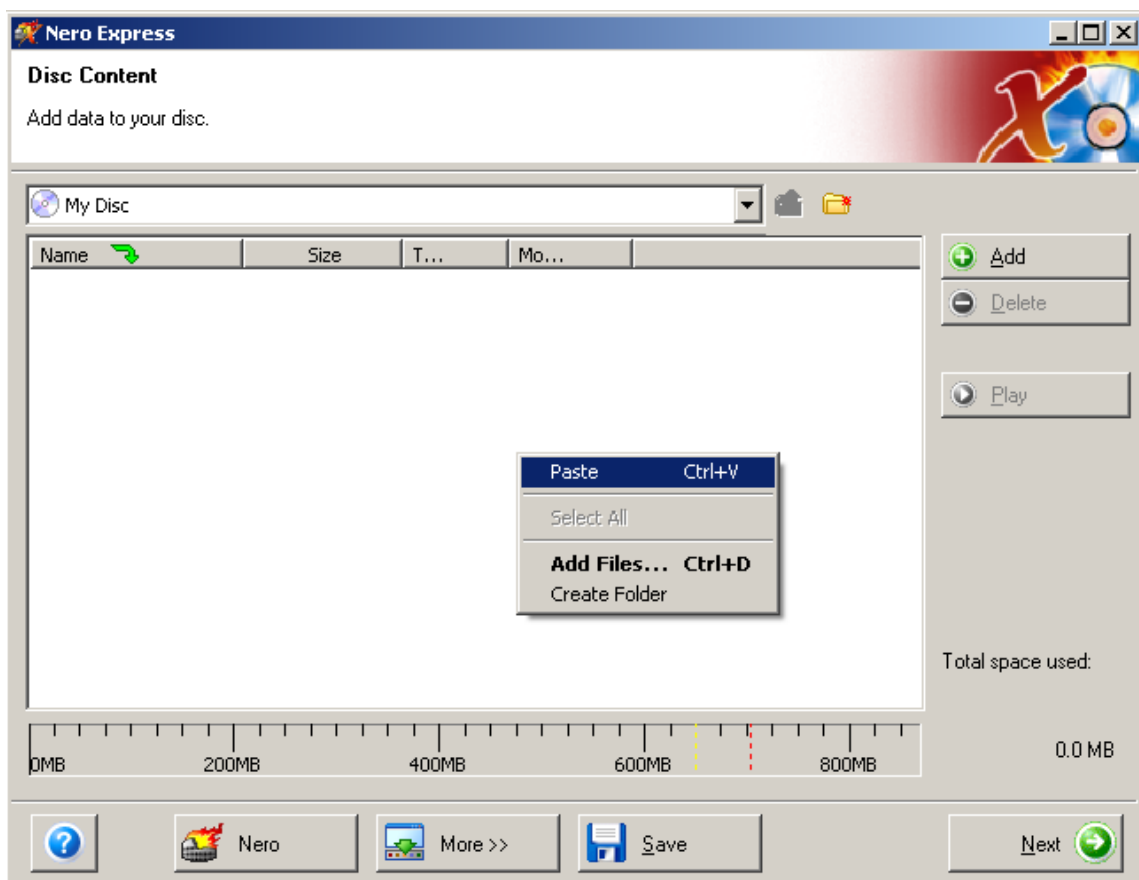 Nero Express
Disc Content
Add data to your disc.
My Disc
Name Size T... Mo...
Add
Delete
Play
Paste Ctrl+V
Select All
Add Files... Ctrl+D
Create Folder
Total space used:
0MB 200MB 400MB 600MB 800MB
0.0 MB
Nero More >> Save Next